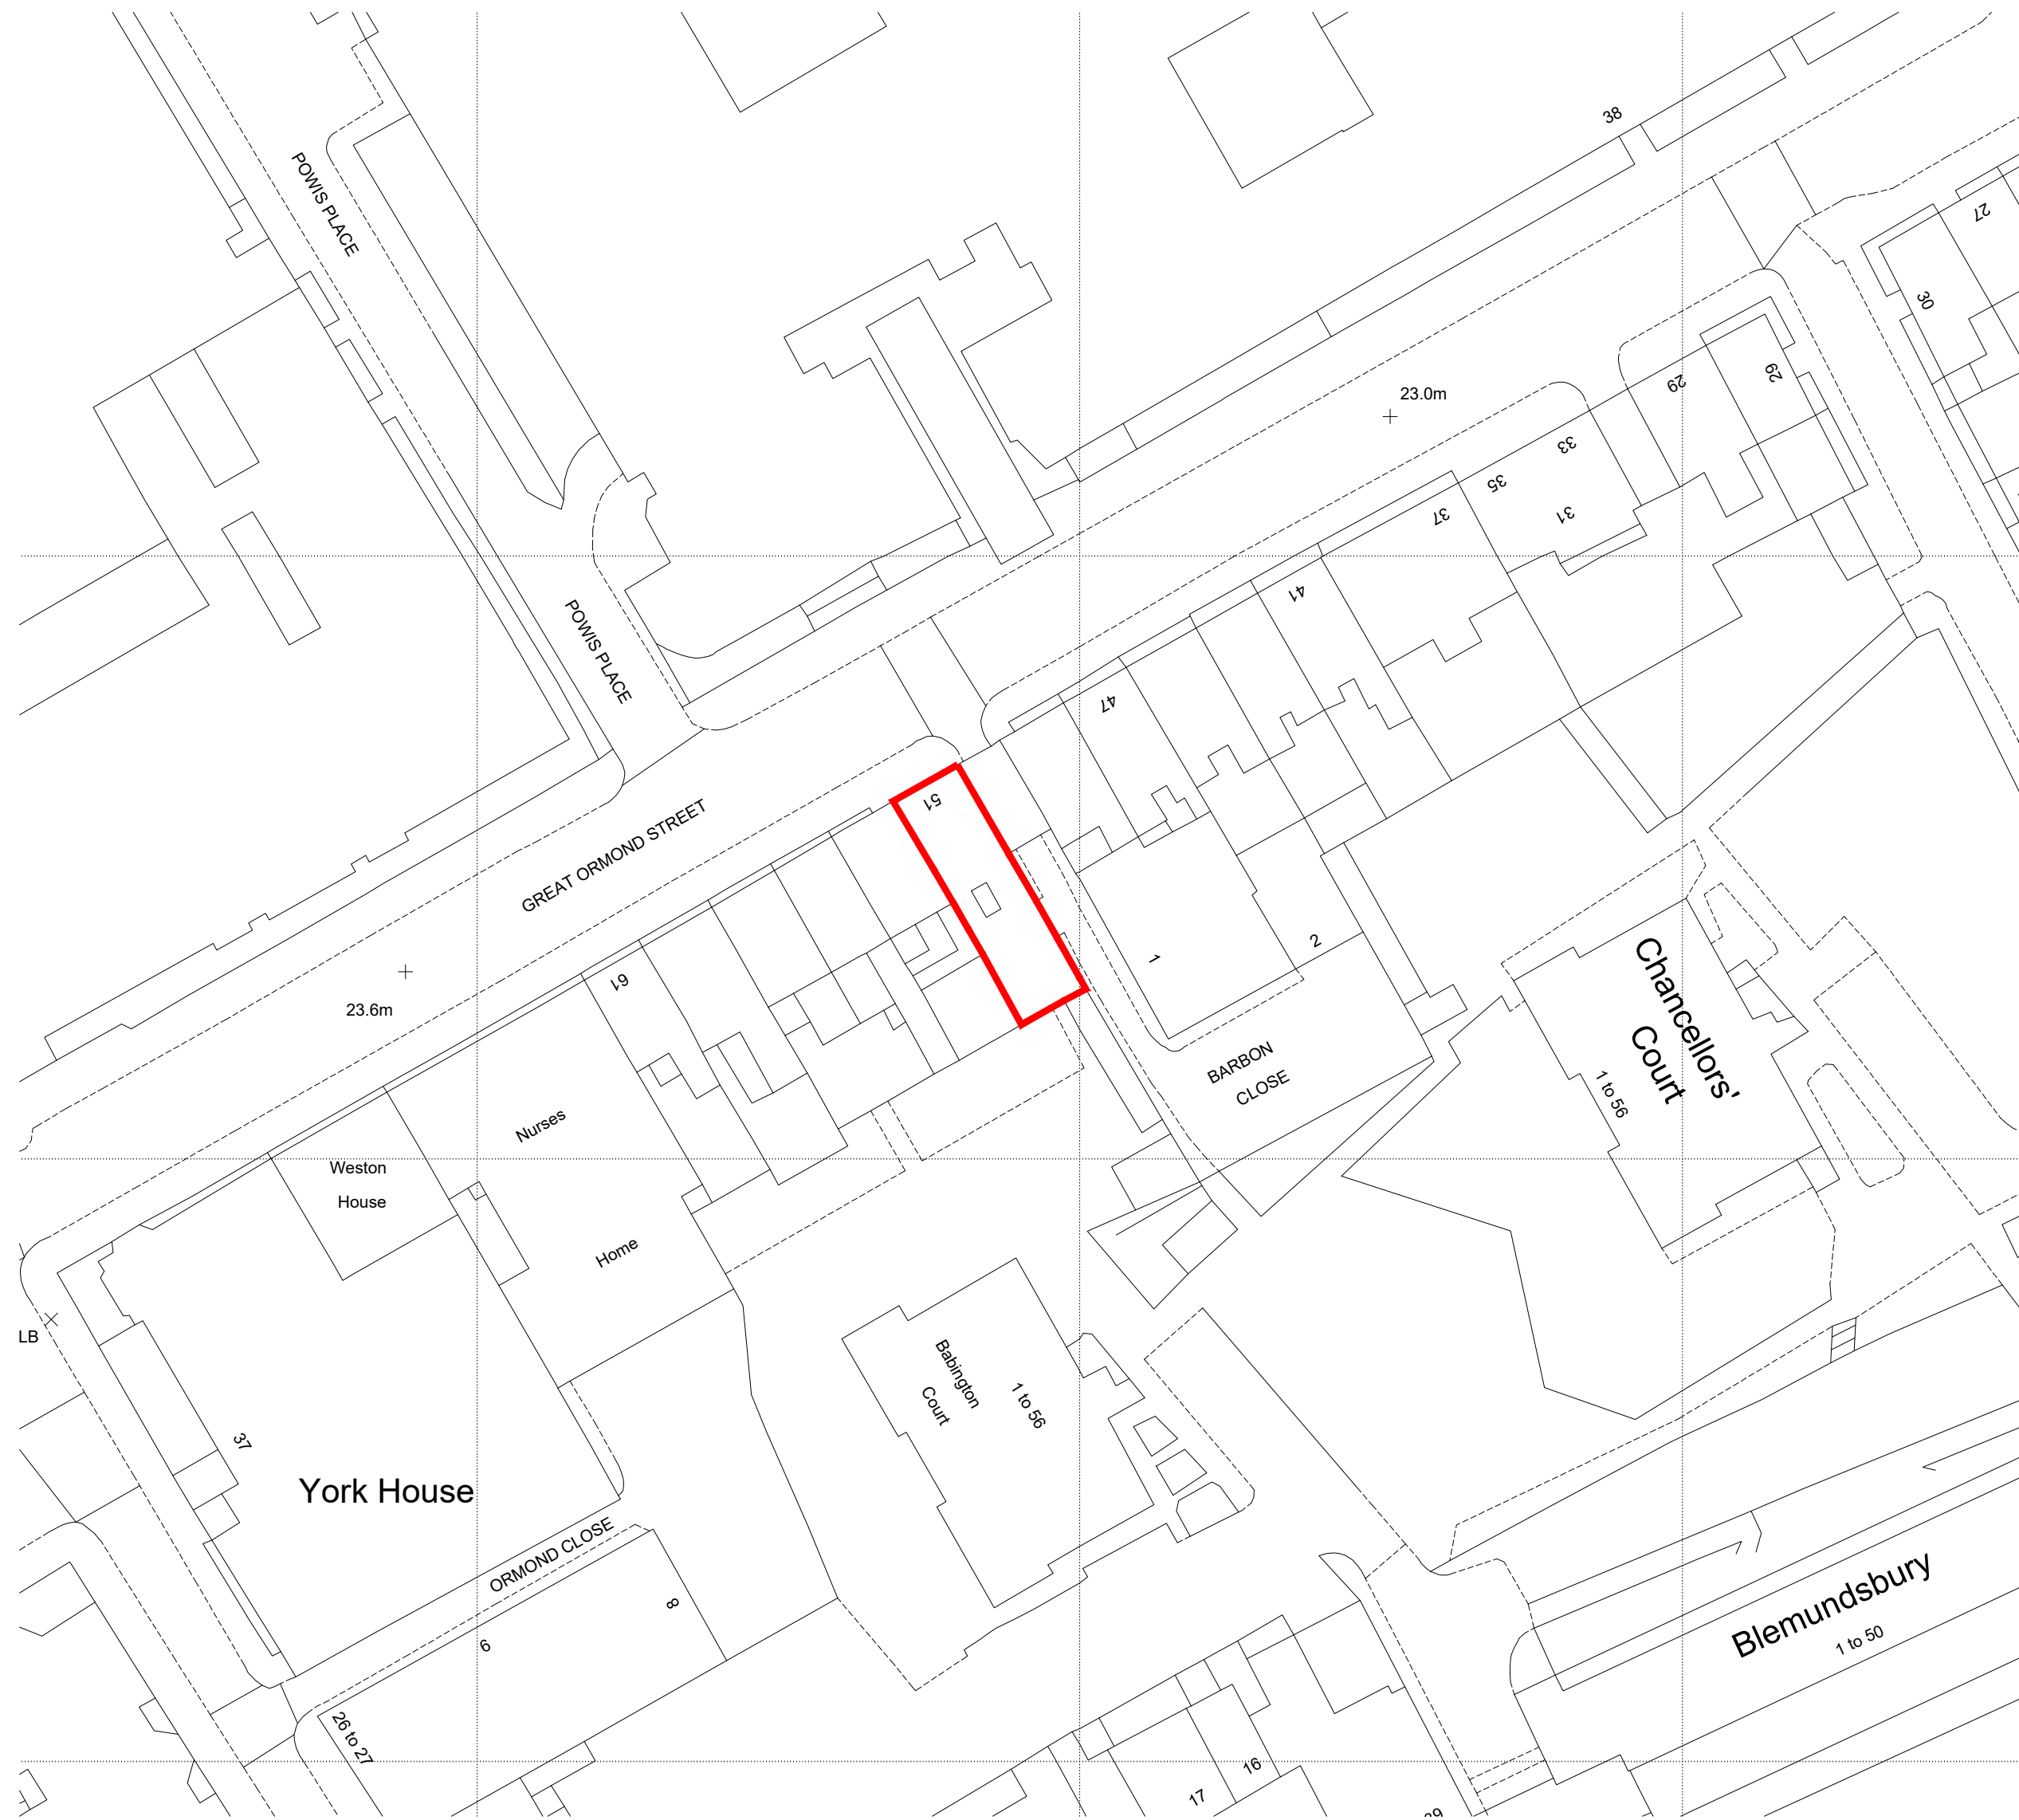 POWIS PLACE
38
27
30
23.0m
29
29
33
35
31
37
41
POWIS PLACE
47
51
GREAT ORMOND STREET
61
23.6m
1
2
BARBON
CLOSE
Chancellors'
Court
1 to 56
Nurses
Home
Weston
House
LB
Babington
Court
1 to 56
37
York House
ORMOND CLOSE
8
6
26 to 27
Blemundsbury
1 to 50
16
17